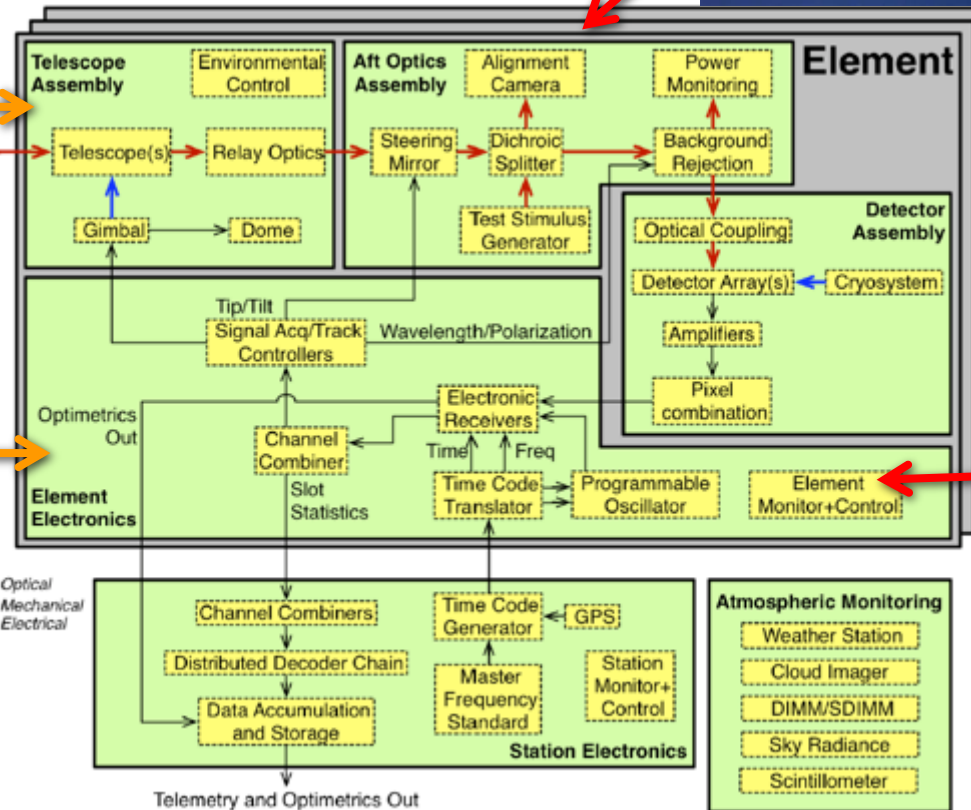 Element
Telescope
Assembly
Environmental
Control
Telescope(s)
Relay Optics
Gimbal
Dome
Aft Optics
Assembly
Alignment
Camera
Power
Monitoring
Steering
Mirror
Dichroic
Splitter
Background
Rejection
Test Stimulus
Generator
Detector
Assembly
Optical Coupling
Detector Array(s)
Cryosystem
Amplifiers
Pixel
combination
Tip/Tilt
Signal Acq/Track
Controllers
Wavelength/Polarization
Optimetrics
Out
Electronic
Receivers
Channel
Combiner
Time
Freq
Slot
Statistics
Time Code
Translator
Programmable
Oscillator
Element
Monitor+Control
Element
Electronics
Optical
Mechanical
Electrical
Channel Combiners
Distributed Decoder Chain
Data Accumulation
and Storage
Time Code
Generator
GPS
Master
Frequency
Standard
Station
Monitor+
Control
Station Electronics
Telemetry and Optimetrics Out
Atmospheric Monitoring
Weather Station
Cloud Imager
DIMM/SDIMM
Sky Radiance
Scintillometer